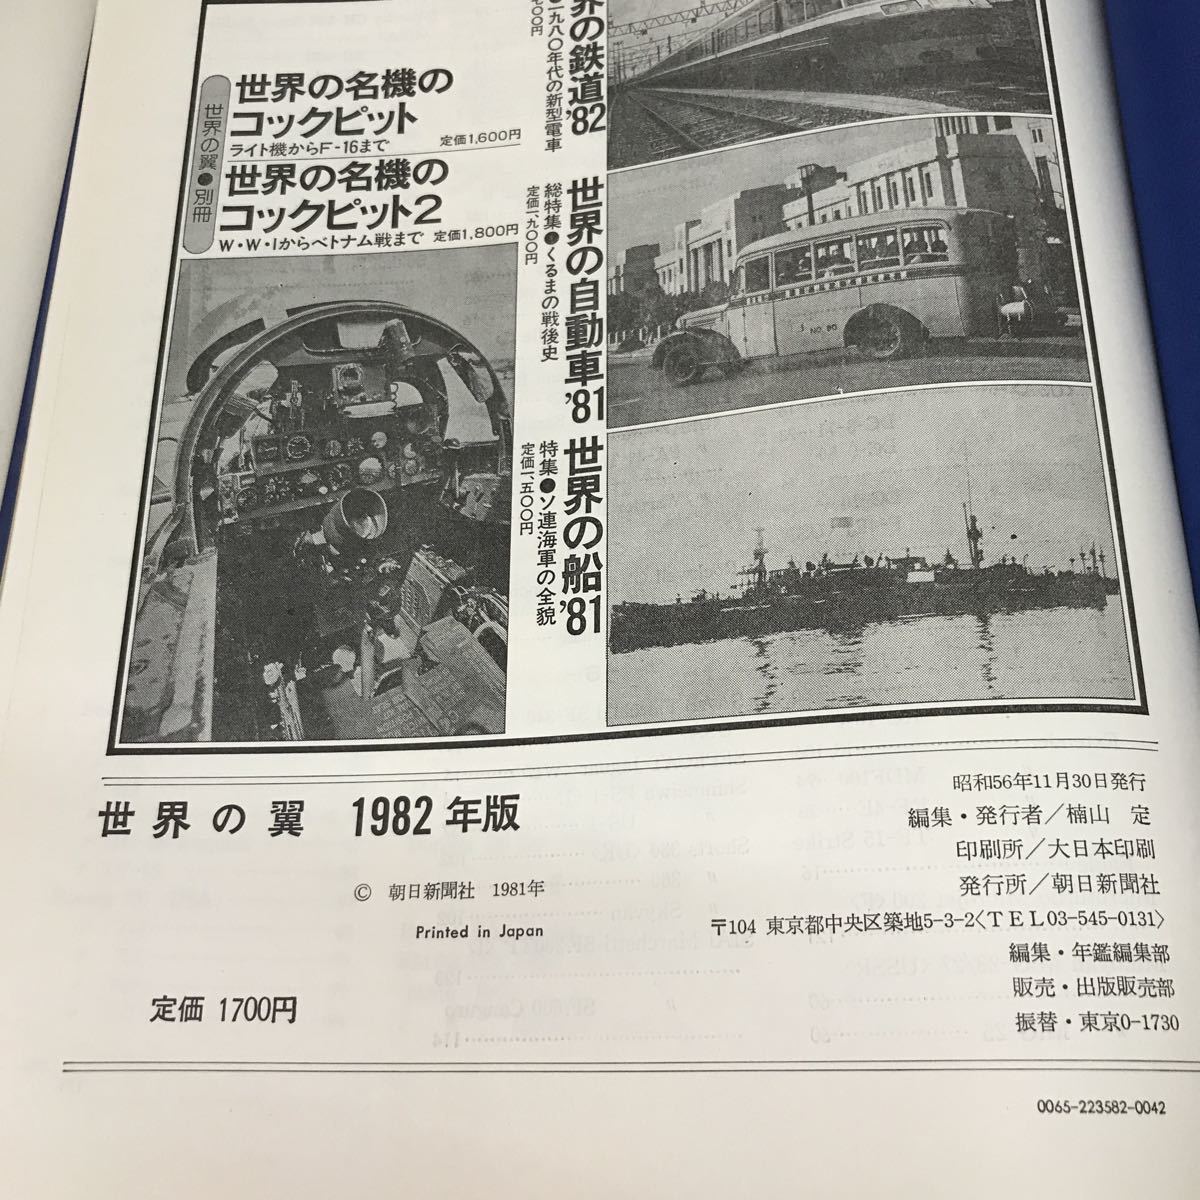 世界の翼●別冊
世界の名機の
コックピット
ライト機からF-16まで 定価1,600円
世界の名機の
コックピット2
W・W・Iからベトナム戦まで 定価1,800円
界の鉄道'82
一九八〇年代の新型電車
七〇〇円
世界の自動車'81
総特集●くるまの戦後史
定価一、九〇〇円
世界の船'81
特集●ソ連海軍の全貌
定価一、五〇〇円
NO. 90
世界の翼 1982年版
© 朝日新聞社 1981年
Printed in Japan
定価 1700円
昭和56年11月30日発行
編集・発行者／楠山 定
印刷所／大日本印刷
発行所／朝日新聞社
〒104 東京都中央区築地5-3-2〈TEL03-545-0131〉
編集・年鑑編集部
販売・出版販売部
振替・東京0-1730
0065-223582-0042